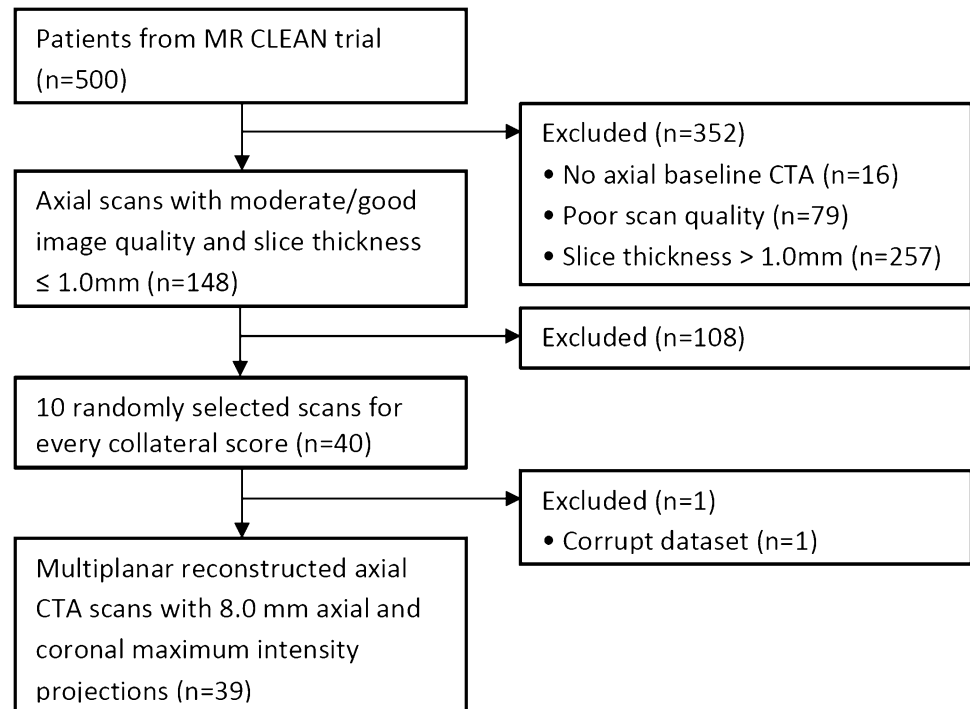 Patients from MR CLEAN trial
(n=500)
Excluded (n=352)
• No axial baseline CTA (n=16)
• Poor scan quality (n=79)
• Slice thickness > 1.0mm (n=257)
Axial scans with moderate/good
image quality and slice thickness
≤ 1.0mm (n=148)
Excluded (n=108)
10 randomly selected scans for
every collateral score (n=40)
Excluded (n=1)
• Corrupt dataset (n=1)
Multiplanar reconstructed axial
CTA scans with 8.0 mm axial and
coronal maximum intensity
projections (n=39)